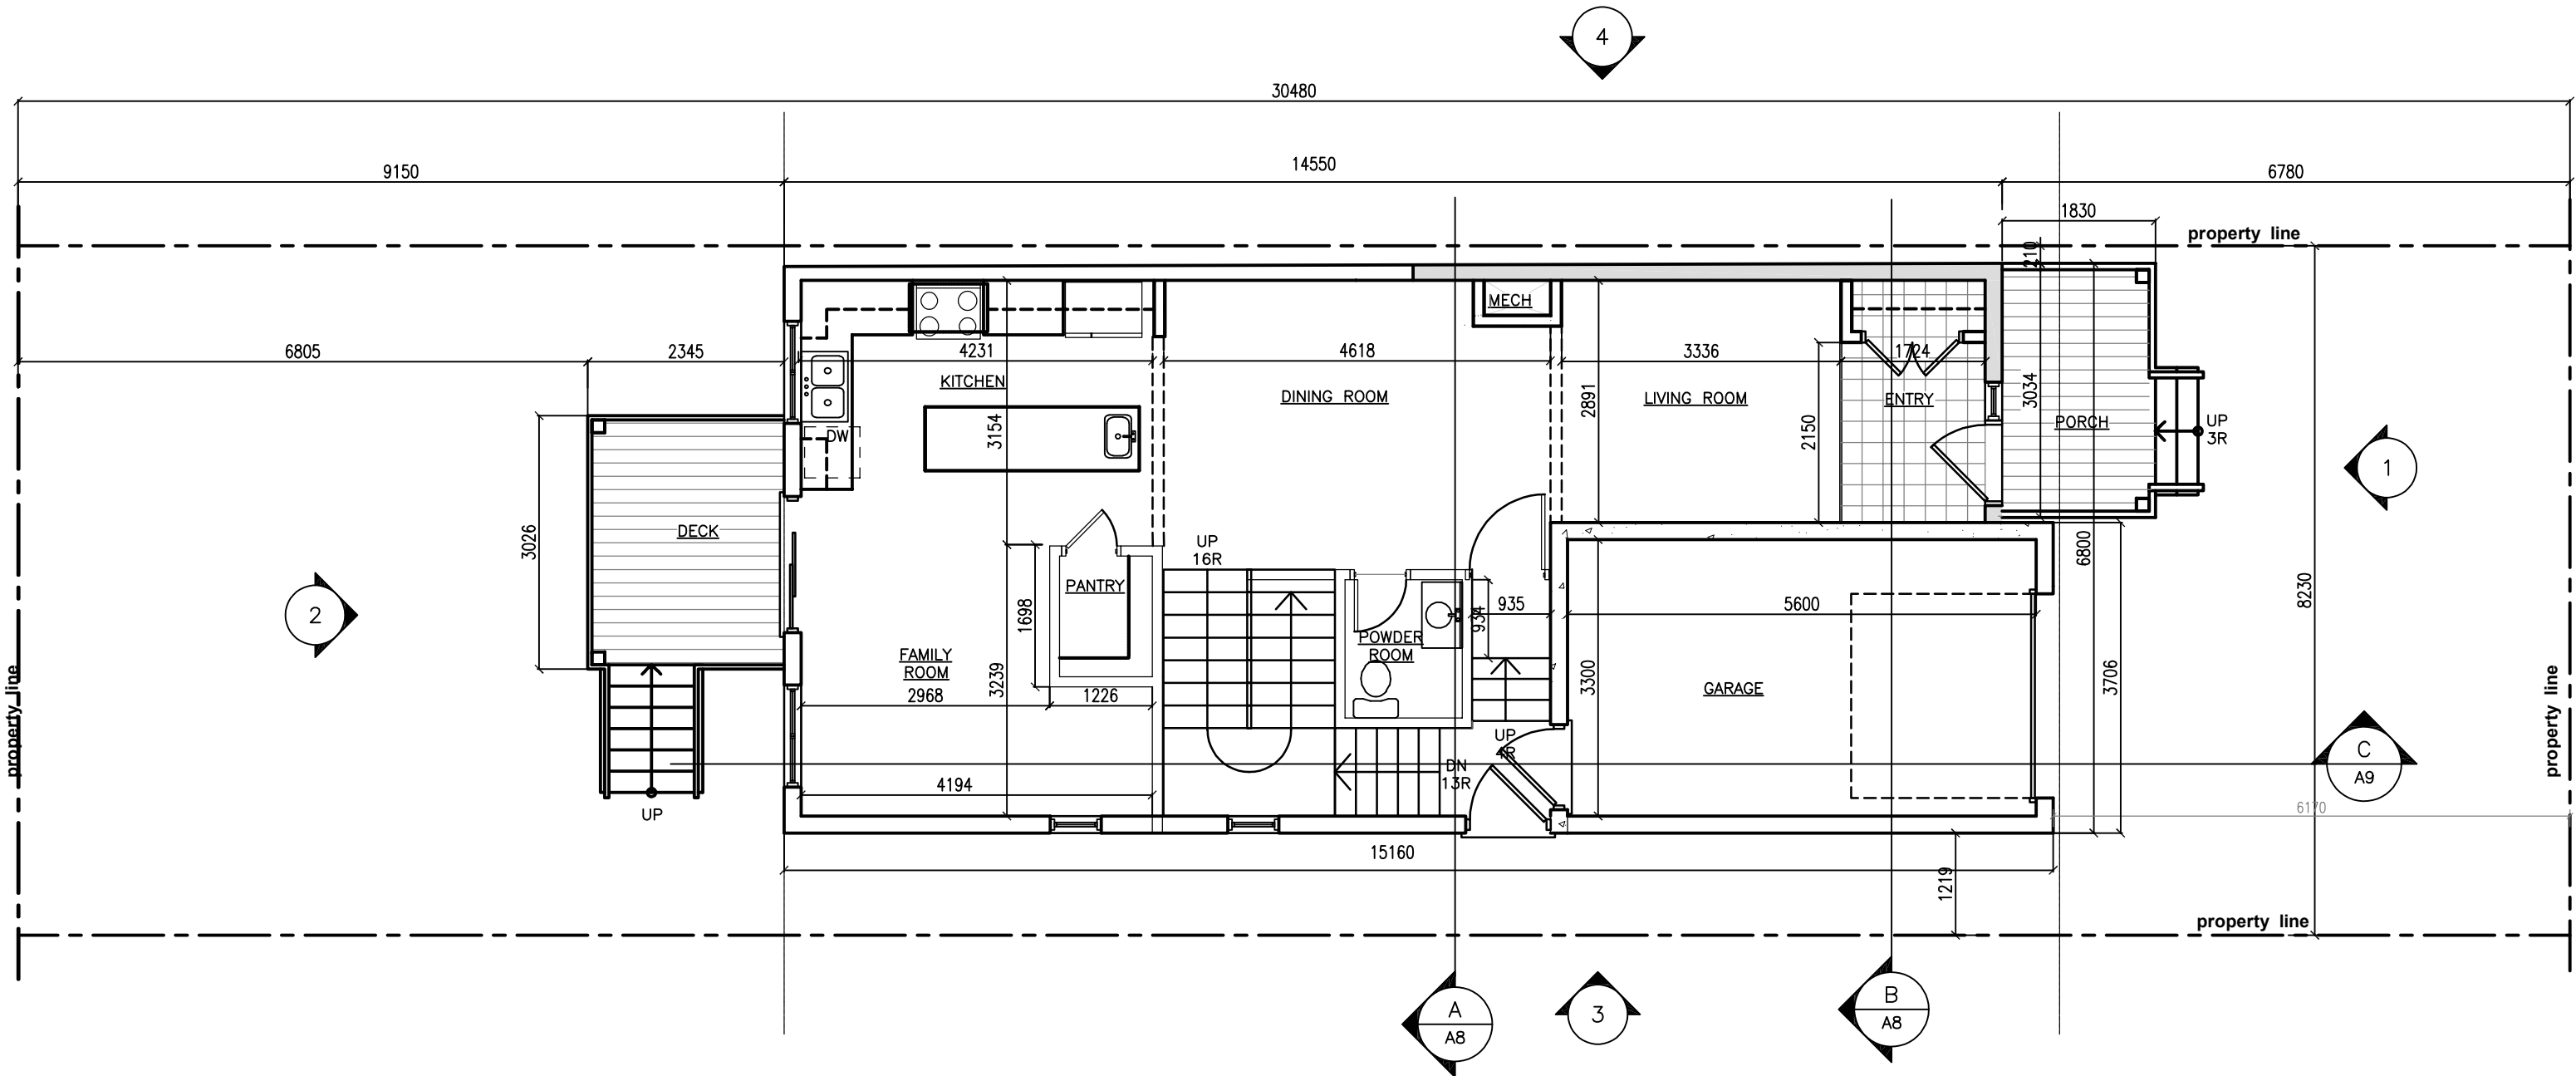 4
30480
9150
14550
6780
1830
property line
210
MECH
6805
2345
4231
4618
3336
1724
KITCHEN
DINING ROOM
LIVING ROOM
ENTRY
2891
3034
PORCH
UP
3R
3154
DW
2150
1
3026
DECK
UP
16R
6800
8230
PANTRY
1698
934
935
5600
2
POWDER
ROOM
FAMILY
ROOM
2968
3239
1226
3300
GARAGE
3706
property line
property line
UP
4R
DN
13R
C
A9
4194
UP
6170
15160
1219
property line
A
A8
3
B
A8